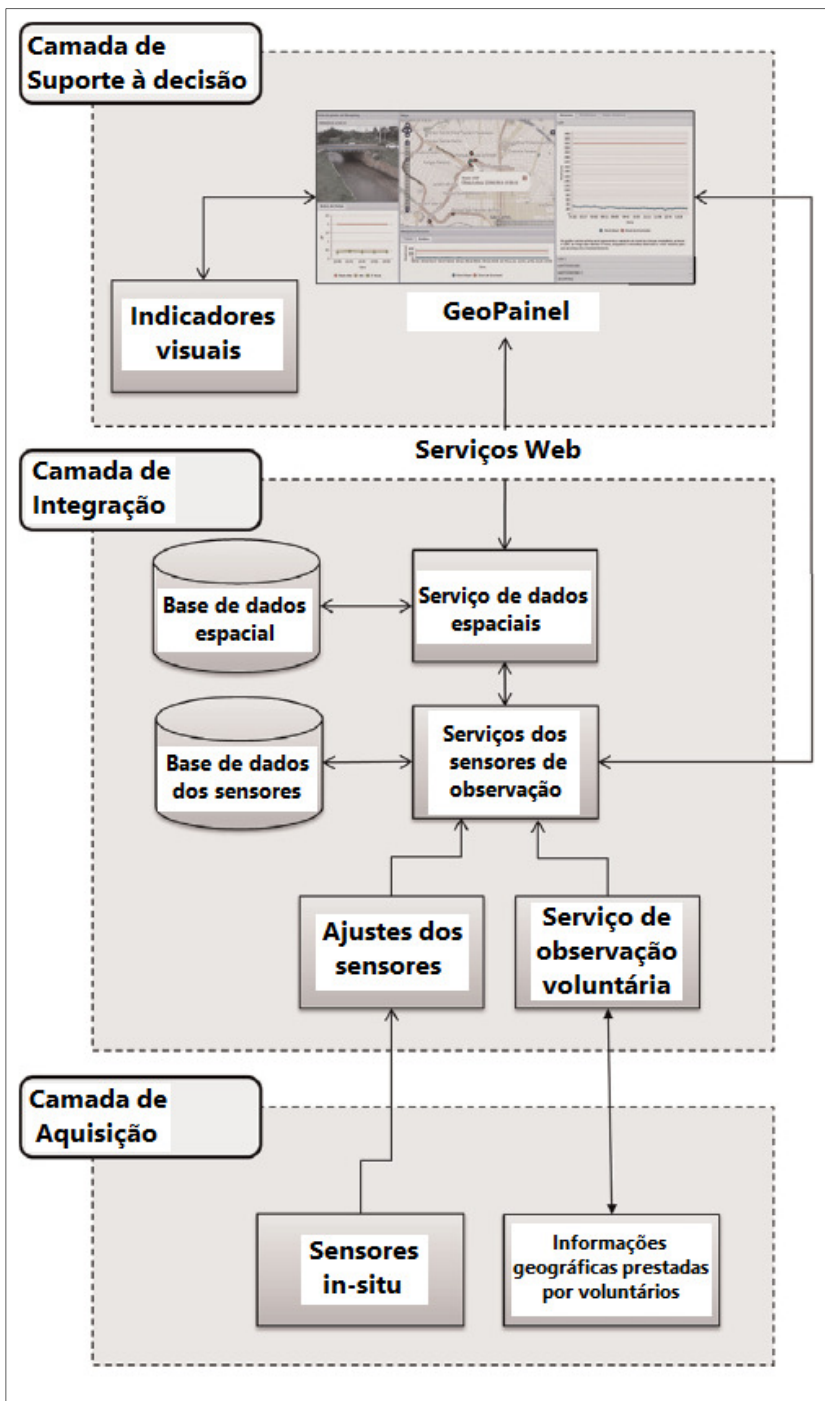 Camada de
Suporte à decisão
Indicadores
visuais
GeoPainel
Serviços Web
Camada de
Integração
Base de dados
espacial
Serviço de dados
espaciais
Base de dados
dos sensores
Serviços dos
sensores de
observação
Ajustes dos
sensores
Serviço de
observação
voluntária
Camada de
Aquisição
Sensores
in-situ
Informações
geográficas prestadas
por voluntários